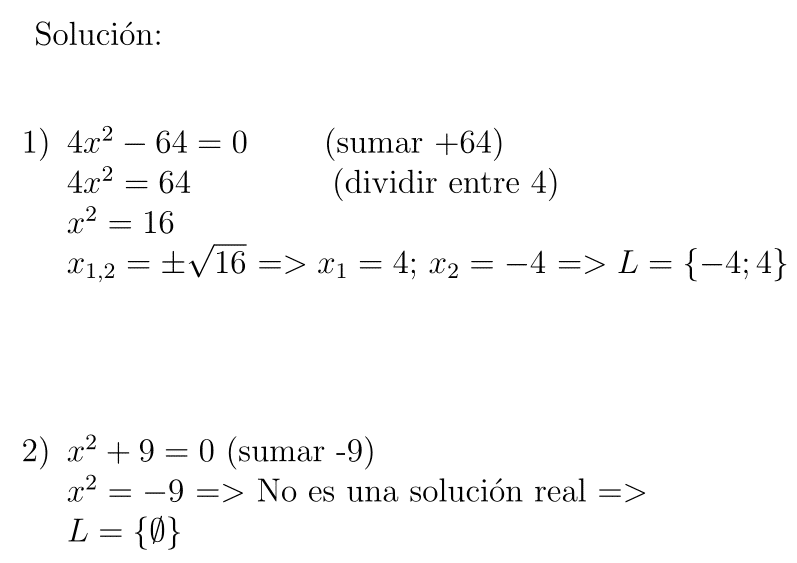 Solución:
1) 4x² − 64 = 0 (sumar +64)
4x² = 64 (dividir entre 4)
x² = 16
x₁,₂ = ±√16 => x₁ = 4; x₂ = −4 => L = {−4; 4}
2) x² + 9 = 0 (sumar -9)
x² = −9 => No es una solución real =>
L = {∅}